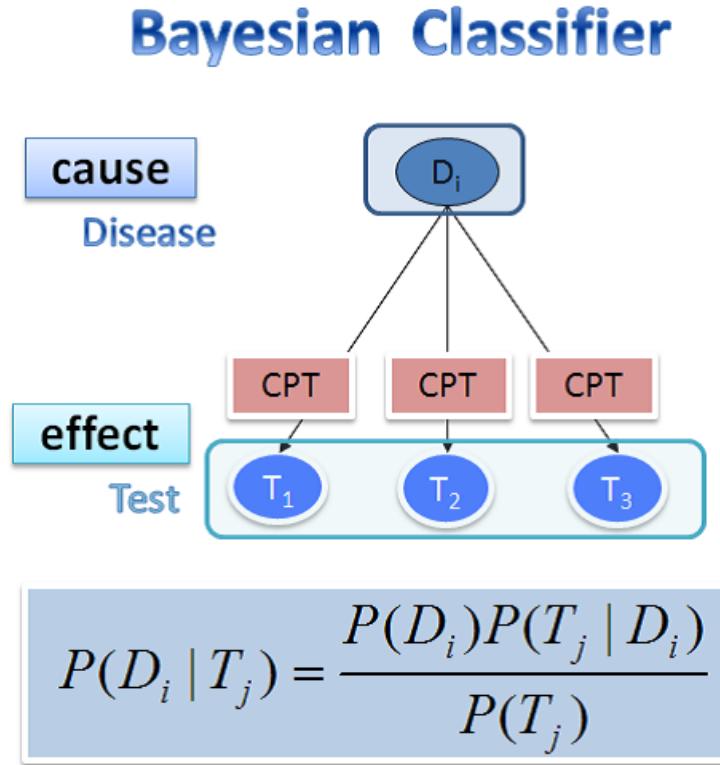 Bayesian Classifier
cause
Dᵢ
Disease
CPT CPT CPT
effect
Test
T₁ T₂ T₃
P(Dᵢ | Tⱼ) = P(Dᵢ)P(Tⱼ | Dᵢ) / P(Tⱼ)